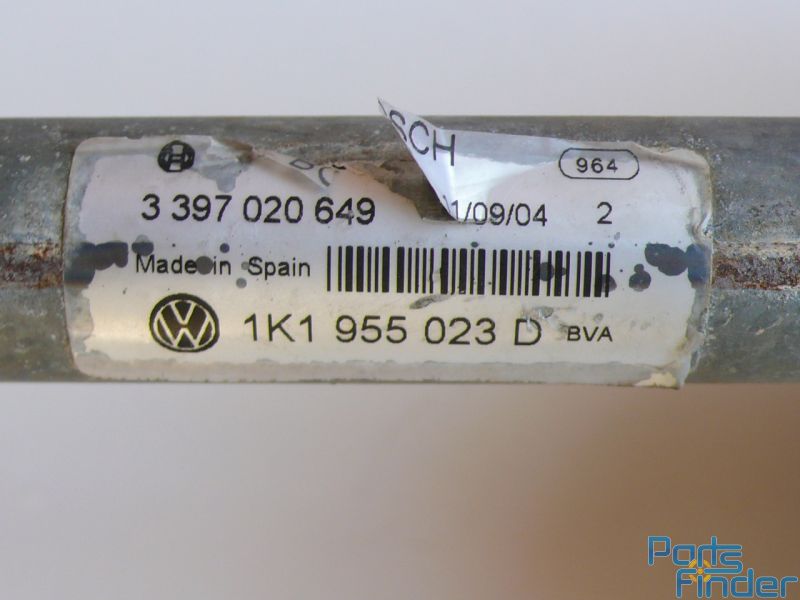 SCH
964
3 397 020 649 1/09/04 2
Made in Spain
VW 1K1 955 023 D BVA
Parts
Finder